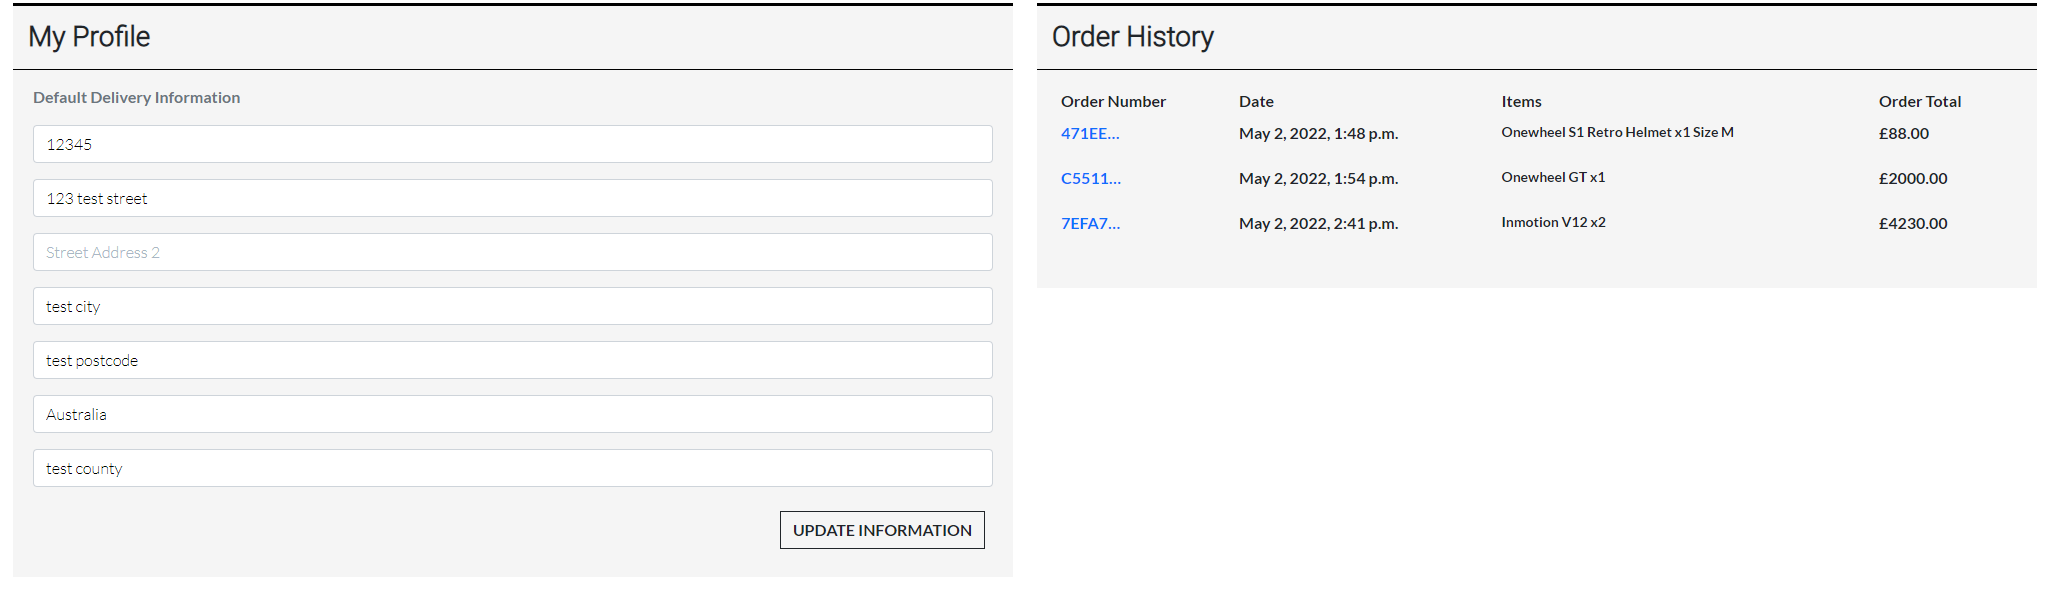 My Profile
Default Delivery Information
12345
123 test street
Street Address 2
test city
test postcode
Australia
test county
UPDATE INFORMATION
Order History
Order Number Date Items Order Total
471EE... May 2, 2022, 1:48 p.m. Onewheel S1 Retro Helmet x1 Size M £88.00
C5511... May 2, 2022, 1:54 p.m. Onewheel GT x1 £2000.00
7EFA7... May 2, 2022, 2:41 p.m. Inmotion V12 x2 £4230.00